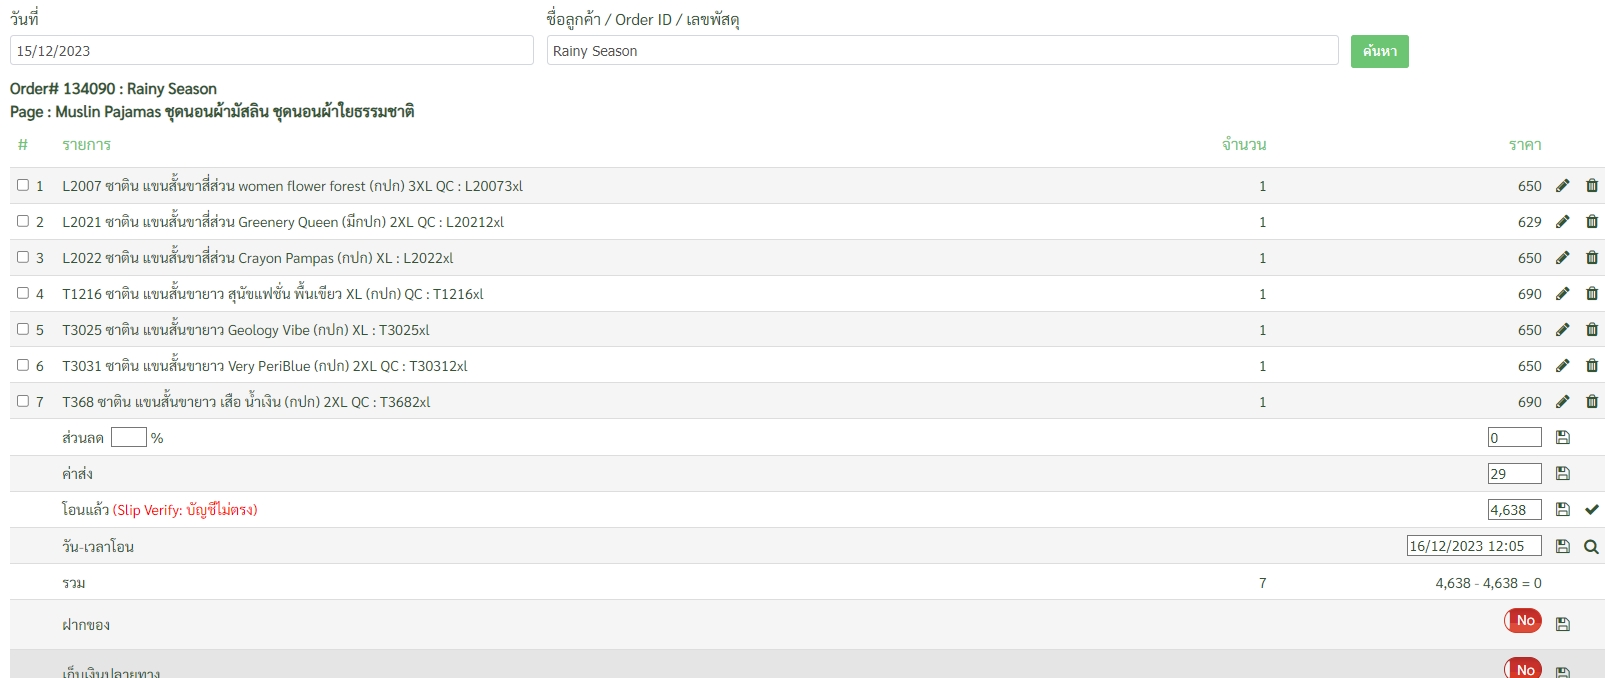 วันที่
ชื่อลูกค้า / Order ID / เลขพัสดุ
15/12/2023
Rainy Season
ค้นหา
Order# 134090 : Rainy Season
Page : Muslin Pajamas ชุดนอนผ้ามัสลิน ชุดนอนผ้าใยธรรมชาติ
# รายการ จำนวน ราคา
1 L2007 ซาติน แขนสั้นขาสี่ส่วน women flower forest (กปก) 3XL QC : L20073xl 1 650
2 L2021 ซาติน แขนสั้นขาสี่ส่วน Greenery Queen (มีกปก) 2XL QC : L20212xl 1 629
3 L2022 ซาติน แขนสั้นขาสี่ส่วน Crayon Pampas (กปก) XL : L2022xl 1 650
4 T1216 ซาติน แขนสั้นขายาว สุนัขแฟชั่น พื้นเขียว XL (กปก) QC : T1216xl 1 690
5 T3025 ซาติน แขนสั้นขายาว Geology Vibe (กปก) XL : T3025xl 1 650
6 T3031 ซาติน แขนสั้นขายาว Very PeriBlue (กปก) 2XL QC : T30312xl 1 650
7 T368 ซาติน แขนสั้นขายาว เสือ น้ำเงิน (กปก) 2XL QC : T3682xl 1 690
ส่วนลด % 0
ค่าส่ง 29
โอนแล้ว (Slip Verify: บัญชีไม่ตรง) 4,638
วัน-เวลาโอน 16/12/2023 12:05
รวม 7 4,638 - 4,638 = 0
ฝากของ No
เก็บเงินปลายทาง No